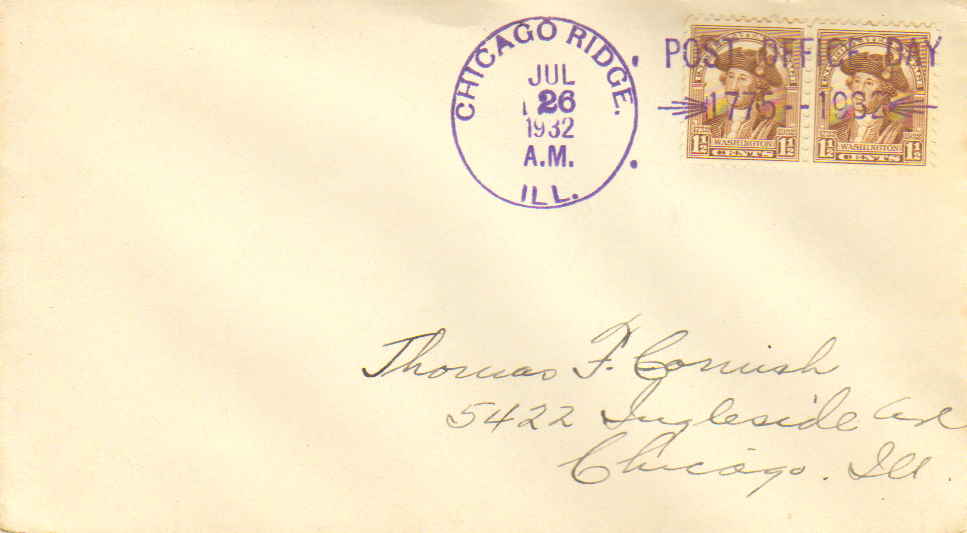 CHICAGO RIDGE.
JUL
26
1932
A.M.
ILL.
POST OFFICE DAY
1775--1932
WASHINGTON
1½ CENTS 1½
WASHINGTON
1½ CENTS 1½
Thomas F. Cornish
5422 Ingleside Ave
Chicago. Ill.